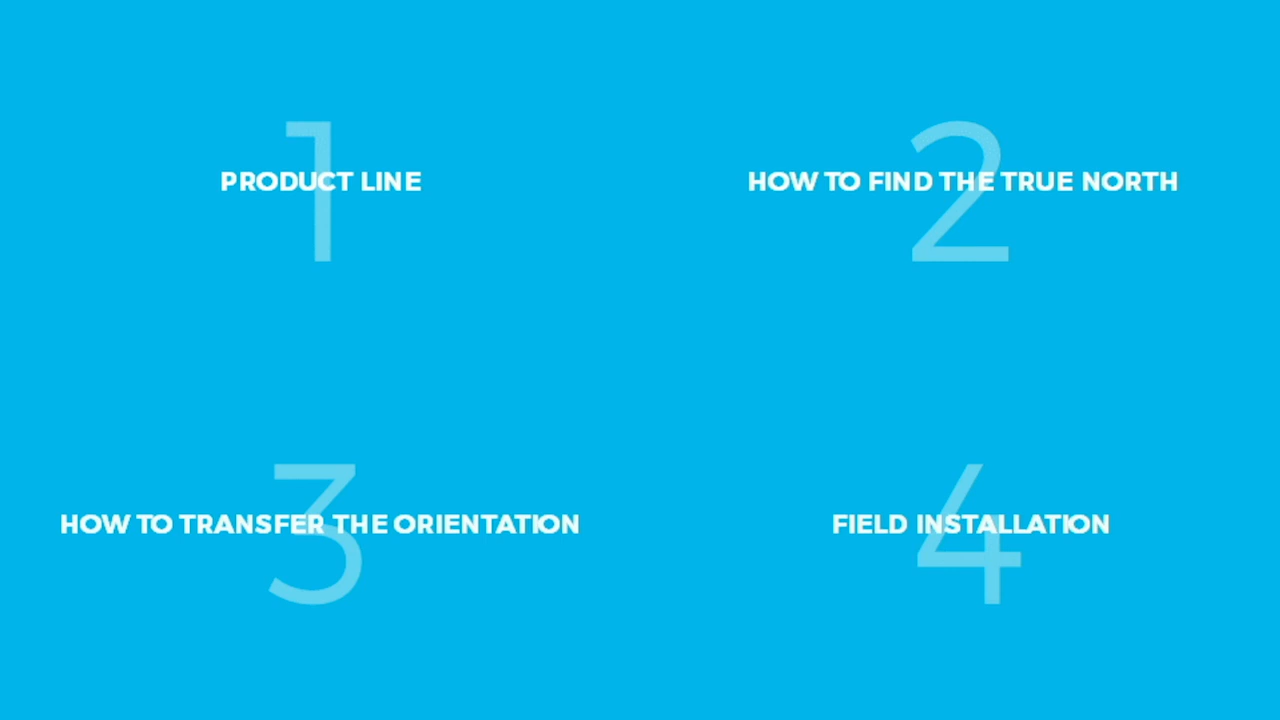 1
PRODUCT LINE
2
HOW TO FIND THE TRUE NORTH
3
HOW TO TRANSFER THE ORIENTATION
4
FIELD INSTALLATION